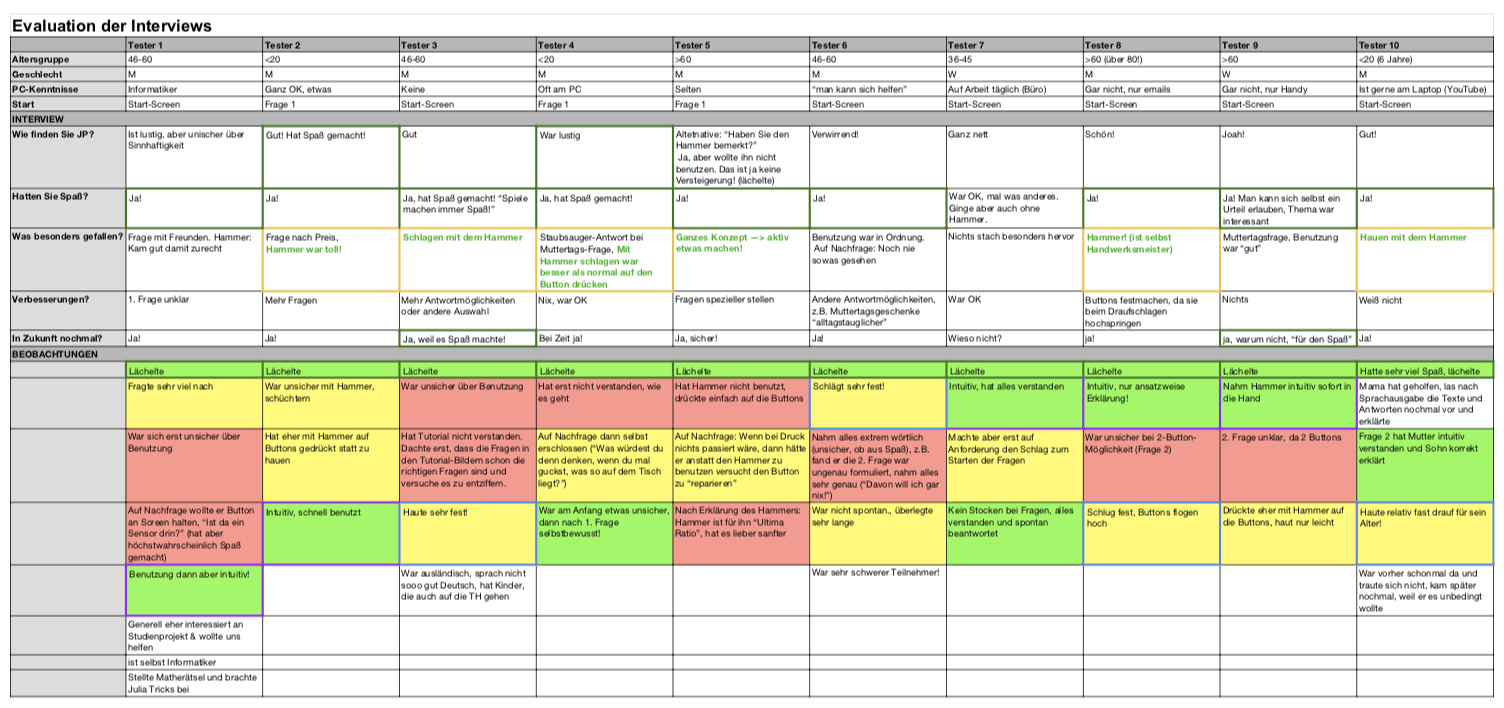 Evaluation der Interviews
Tester 1 Tester 2 Tester 3 Tester 4 Tester 5 Tester 6 Tester 7 Tester 8 Tester 9 Tester 10
Altersgruppe 46-60 <20 46-60 <20 >60 46-60 36-45 >60 (über 80!) >60 <20 (6 Jahre)
Geschlecht M M M M M M W M W M
PC-Kenntnisse Informatiker Ganz OK, etwas Keine Oft am PC Selten "man kann sich helfen" Auf Arbeit täglich (Büro) Gar nicht, nur emails Gar nicht, nur Handy Ist gerne am Laptop (YouTube)
Start Start-Screen Frage 1 Start-Screen Frage 1 Frage 1 Start-Screen Start-Screen Start-Screen Start-Screen Start-Screen
INTERVIEW
Wie finden Sie JP?
Ist lustig, aber unischer über
Sinnhaftigkeit
Gut! Hat Spaß gemacht!
Gut
War lustig
Altetnative: "Haben Sie den
Hammer bemerkt?"
Ja, aber wollte ihn nicht
benutzen. Das ist ja keine
Versteigerung! (lächelte)
Verwirrend!
Ganz nett
Schön!
Joah!
Gut!
Hatten Sie Spaß?
Ja!
Ja!
Ja, hat Spaß gemacht! "Spiele
machen immer Spaß!"
Ja, hat Spaß gemacht!
Ja!
Ja!
War OK, mal was anderes.
Ginge aber auch ohne
Hammer.
Ja!
Ja! Man kann sich selbst ein
Urteil erlauben, Thema war
interessant
Ja!
Was besonders gefallen?
Frage mit Freunden. Hammer:
Kam gut damit zurecht
Frage nach Preis,
Hammer war toll!
Schlagen mit dem Hammer
Staubsauger-Antwort bei
Muttertags-Frage, Mit
Hammer schlagen war
besser als normal auf den
Button drücken
Ganzes Konzept —> aktiv
etwas machen!
Benutzung war in Ordnung.
Auf Nachfrage: Noch nie
sowas gesehen
Nichts stach besonders hervor
Hammer! (ist selbst
Handwerksmeister)
Muttertagsfrage, Benutzung
war "gut"
Hauen mit dem Hammer
Verbesserungen?
1. Frage unklar
Mehr Fragen
Mehr Antwortmöglichkeiten
oder andere Auswahl
Nix, war OK
Fragen spezieller stellen
Andere Antwortmöglichkeiten,
z.B. Muttertagsgeschenke
"alltagstauglicher"
War OK
Buttons festmachen, da sie
beim Draufschlagen
hochspringen
Nichts
Weiß nicht
In Zukunft nochmal?
Ja!
Ja!
Ja, weil es Spaß machte!
Bei Zeit ja!
Ja, sicher!
Ja!
Wieso nicht?
ja!
ja, warum nicht, "für den Spaß"
Ja!
BEOBACHTUNGEN
Lächelte Lächelte Lächelte Lächelte Lächelte Lächelte Lächelte Lächelte Lächelte Hatte sehr viel Spaß, lächelte
Fragte sehr viel nach
War unsicher mit Hammer,
schüchtern
War unsicher über Benutzung
Hat erst nicht verstanden, wie
es geht
Hat Hammer nicht benutzt,
drückte einfach auf die Buttons
Schlägt sehr fest!
Intuitiv, hat alles verstanden
Intuitiv, nur ansatzweise
Erklärung!
Nahm Hammer intuitiv sofort in
die Hand
Mama hat geholfen, las nach
Sprachausgabe die Texte und
Antworten nochmal vor und
erklärte
War sich erst unsicher über
Benutzung
Hat eher mit Hammer auf
Buttons gedrückt statt zu
hauen
Hat Tutorial nicht verstanden.
Dachte erst, dass die Fragen in
den Tutorial-Bildern schon die
richtigen Fragen sind und
versuche es zu entziffern.
Auf Nachfrage dann selbst
erschlossen ("Was würdest du
denn denken, wenn du mal
guckst, was so auf dem Tisch
liegt?")
Auf Nachfrage: Wenn bei Druck
nichts passiert wäre, dann hätte
er anstatt den Hammer zu
benutzen versucht den Button
zu "reparieren"
Nahm alles extrem wörtlich
(unsicher, ob aus Spaß), z.B.
fand er die 2. Frage war
ungenau formuliert, nahm alles
sehr genau ("Davon will ich gar
nix!")
Machte aber erst auf
Anforderung den Schlag zum
Starten der Fragen
War unsicher bei 2-Button-
Möglichkeit (Frage 2)
2. Frage unklar, da 2 Buttons
Frage 2 hat Mutter intuitiv
verstanden und Sohn korrekt
erklärt
Auf Nachfrage wollte er Button
an Screen halten, "Ist da ein
Sensor drin?" (hat aber
höchstwahrscheinlich Spaß
gemacht)
Intuitiv, schnell benutzt
Haute sehr fest!
War am Anfang etwas unsicher,
dann nach 1. Frage
selbstbewusst!
Nach Erklärung des Hammers:
Hammer ist für ihn "Ultima
Ratio", hat es lieber sanfter
War nicht spontan., überlegte
sehr lange
Kein Stocken bei Fragen, alles
verstanden und spontan
beantwortet
Schlug fest, Buttons flogen
hoch
Drückte eher mit Hammer auf
die Buttons, haut nur leicht
Haute relativ fest drauf für sein
Alter!
Benutzung dann aber intuitiv!
War ausländisch, sprach nicht
sooo gut Deutsch, hat Kinder,
die auch auf die TH gehen
War sehr schwerer Teilnehmer!
War vorher schonmal da und
traute sich nicht, kam später
nochmal, weil er es unbedingt
wollte
Generell eher interessiert an
Studienprojekt & wollte uns
helfen
ist selbst Informatiker
Stellte Matherätsel und brachte
Julia Tricks bei